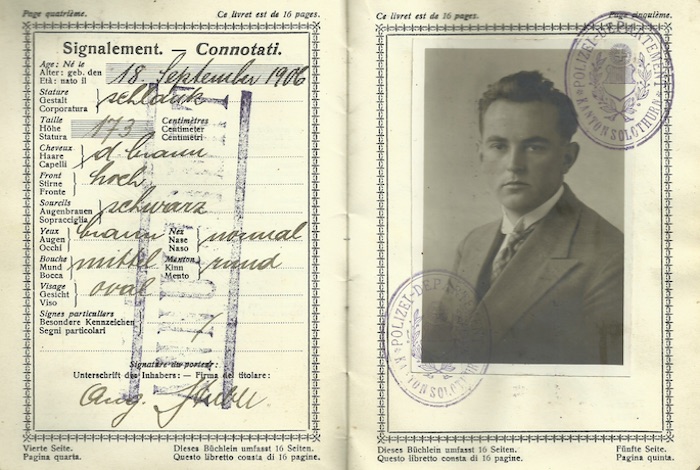 Page quatrième. Ce livret est de 16 pages.
Signalement. — Connotati.
Age: Né le
Alter: geb. den 18. September 1906
Età: nato il
Stature
Gestalt schlank
Corporatura
Taille Centimètres
Höhe 173 Centimeter
Statura Centimetri
Cheveux
Haare d. braun
Capelli
Front
Stirne hoch
Fronte
Sourcils
Augenbrauen schwarz
Sopracciglia
Yeux Nez
Augen braun Nase normal
Occhi Naso
Bouche Menton
Mund mittel Kinn rund
Bocca Mento
Visage
Gesicht oval
Viso
Signes particuliers
Besondere Kennzeichen /
Segni particolari
Signature du porteur:
Unterschrift des Inhabers: — Firma del titolare:
Aug.
Vierte Seite. Dieses Büchlein umfasst 16 Seiten.
Pagina quarta. Questo libretto consta di 16 pagine.
Ce livret est de 16 pages. Page cinquième.
POLIZEI-DEPARTEMENT
KANTON SOLOTHURN
POLIZEI-DEPA
KANTON SOLOTHURN
Dieses Büchlein umfasst 16 Seiten. Fünfte Seite.
Questo libretto consta di 16 pagine. Pagina quinta.